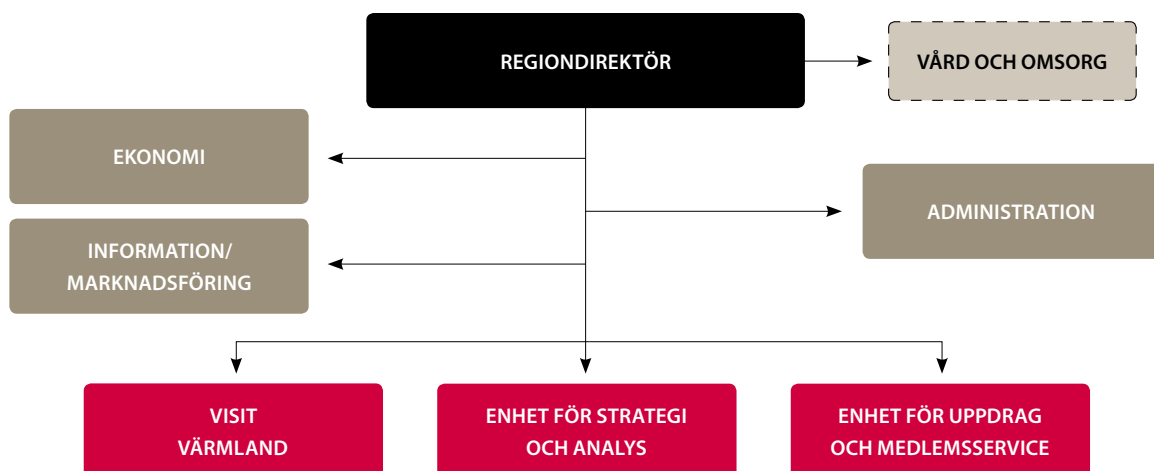 REGIONDIREKTÖR
VÅRD OCH OMSORG
EKONOMI
ADMINISTRATION
INFORMATION/
MARKNADSFÖRING
VISIT
VÄRMLAND
ENHET FÖR STRATEGI
OCH ANALYS
ENHET FÖR UPPDRAG
OCH MEDLEMSSERVICE